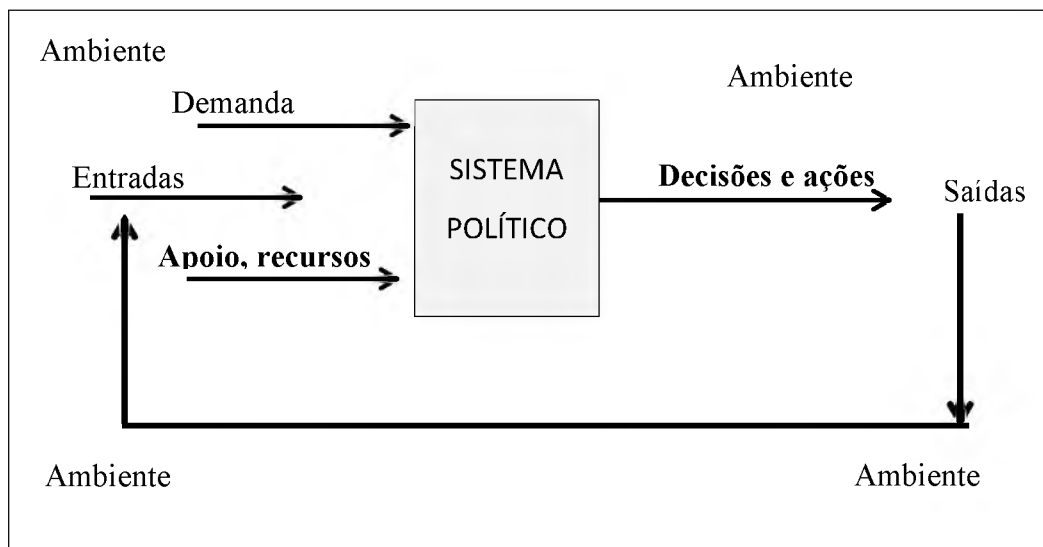 Ambiente
Ambiente
Demanda
SISTEMA
POLÍTICO
Entradas
Decisões e ações
Saídas
Apoio, recursos
Ambiente
Ambiente